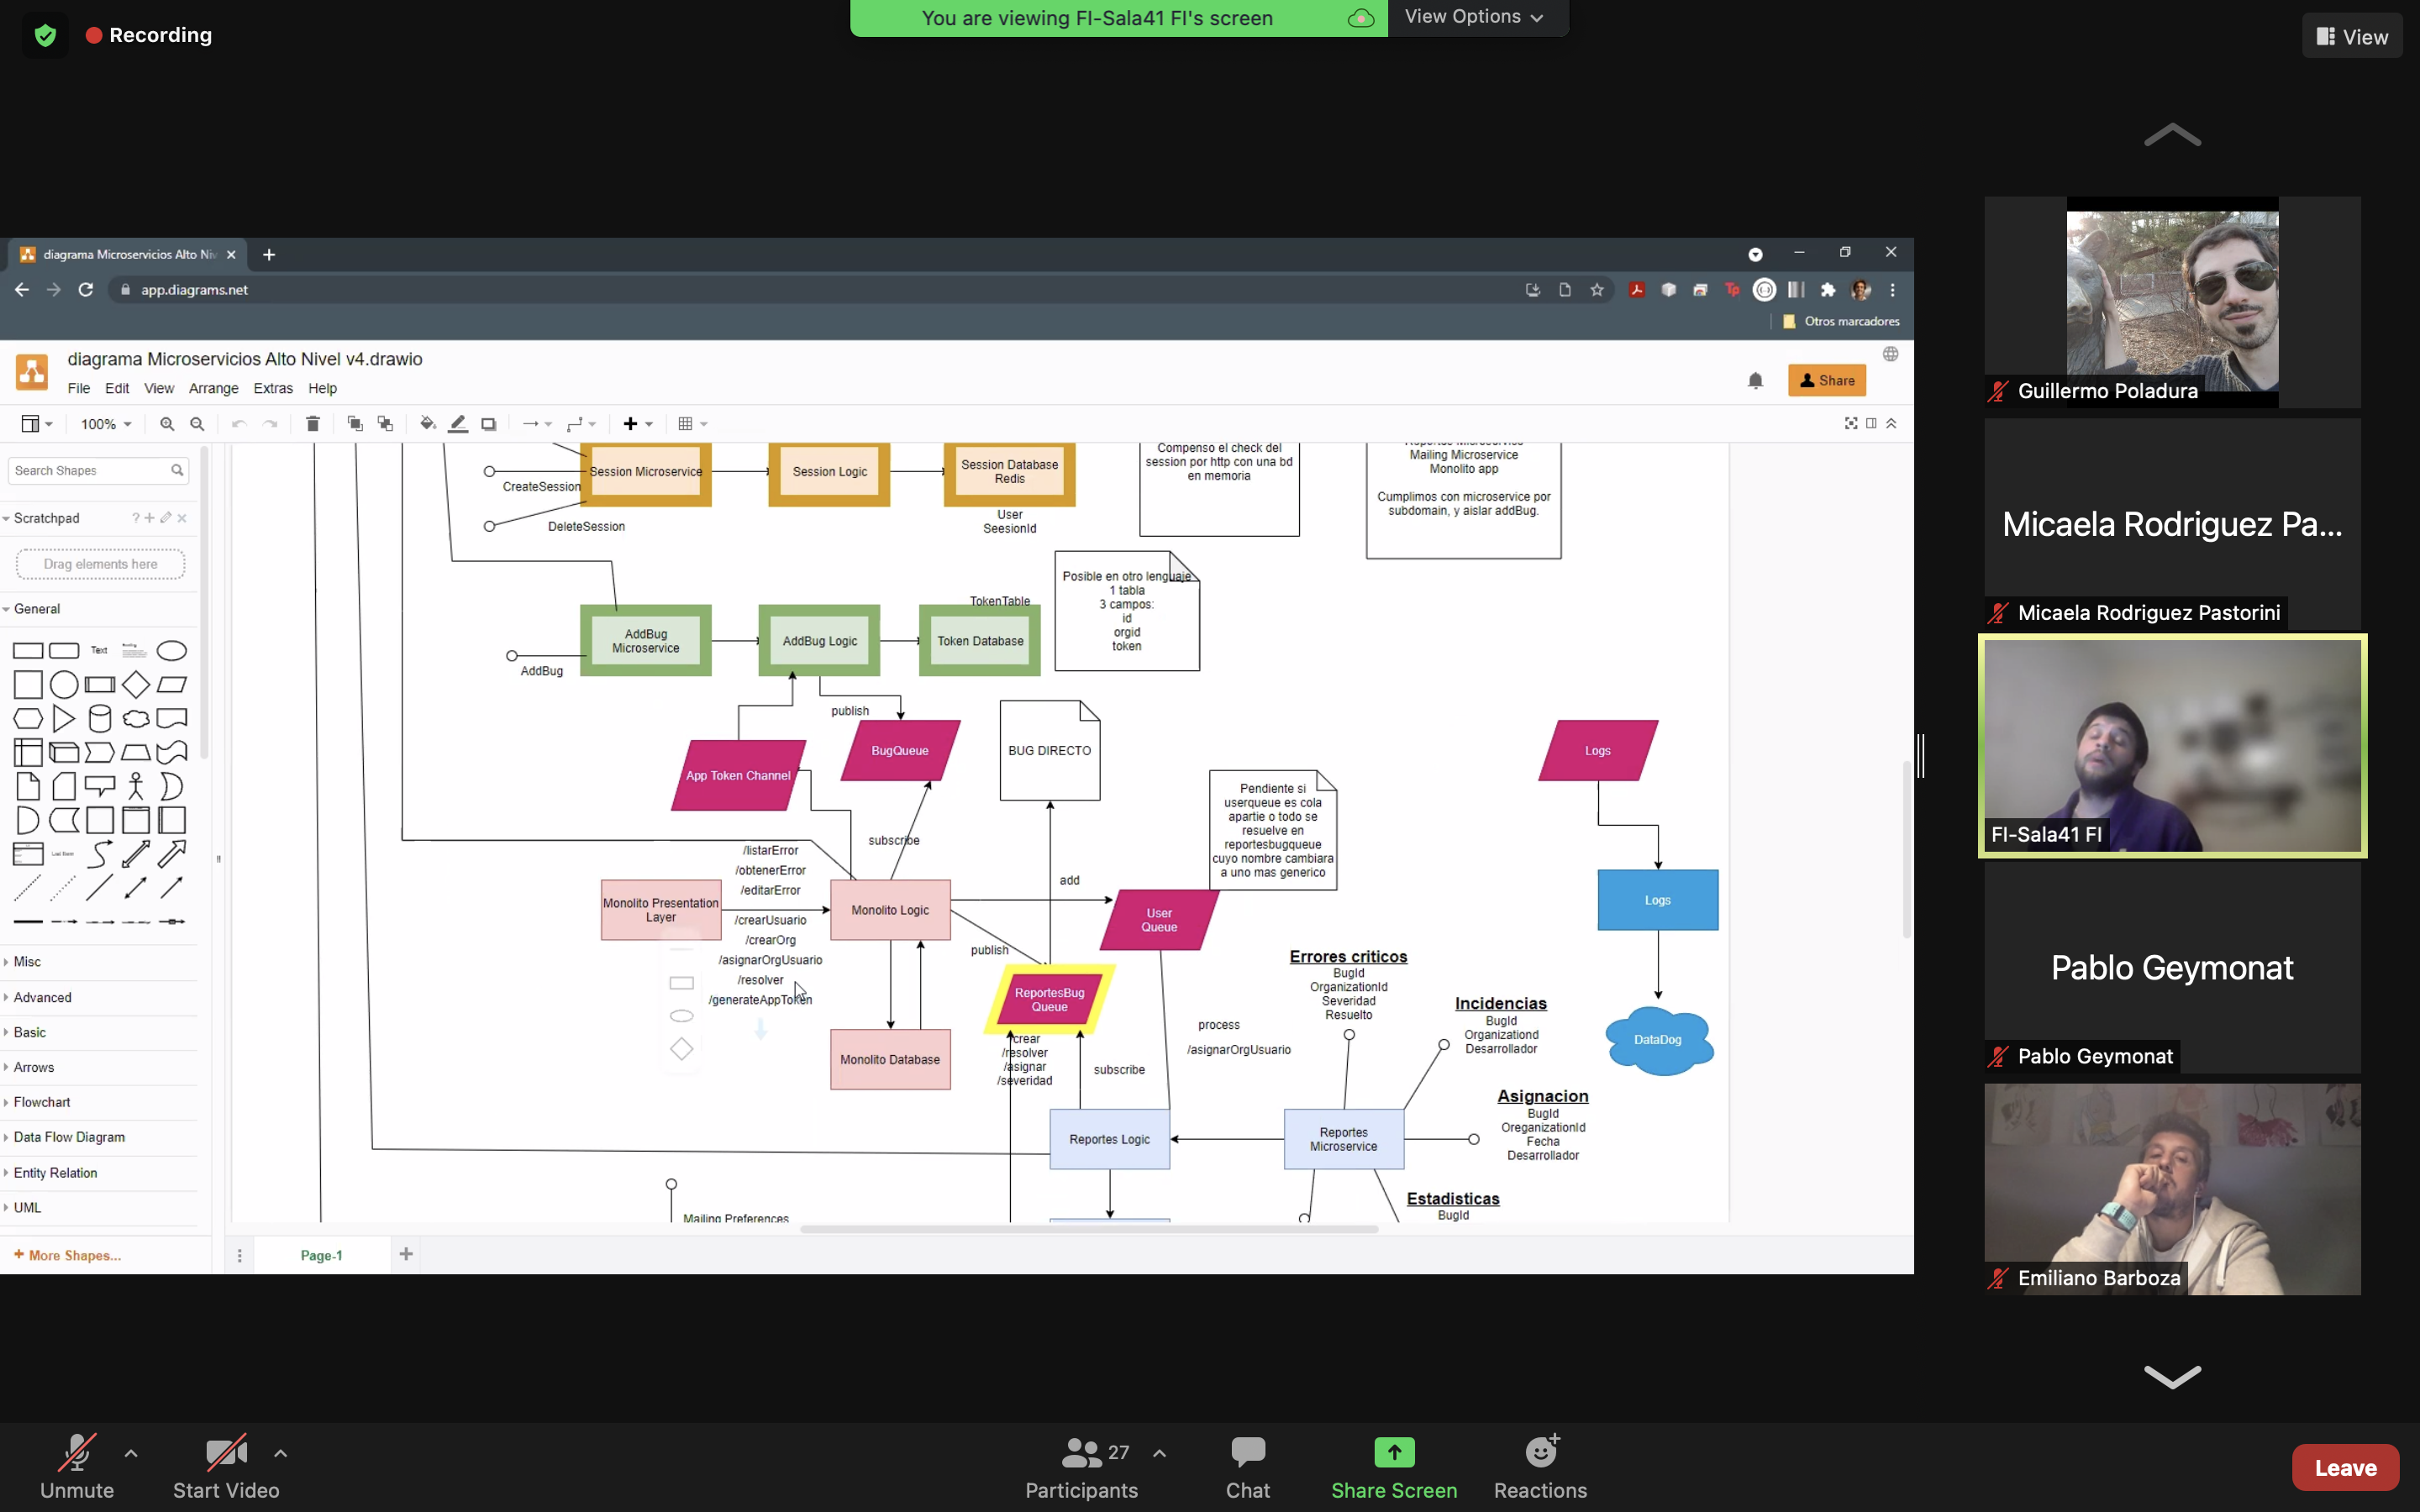 Recording
You are viewing FI-Sala41 FI's screen
View Options
View
diagrama Microservicios Alto Niv
app.diagrams.net
Otros marcadores
diagrama Microservicios Alto Nivel v4.drawio
File Edit View Arrange Extras Help
Share
100%
Search Shapes
Scratchpad
Drag elements here
General
Text
Misc
Advanced
Basic
Arrows
Flowchart
Data Flow Diagram
Entity Relation
UML
+ More Shapes...
Page-1
Session Microservice
Session Logic
Session Database
Redis
CreateSession
DeleteSession
User
SeesionId
Compenso el check del
session por http con una bd
en memoria
Mailing Microservice
Monolito app
Cumplimos con microservice por
subdomain, y aislar addBug.
Posible en otro lenguaje
1 tabla
3 campos:
id
orgid
token
TokenTable
AddBug
Microservice
AddBug Logic
Token Database
AddBug
publish
App Token Channel
BugQueue
BUG DIRECTO
Logs
Pendiente si
userqueue es cola
apartie o todo se
resuelve en
reportesbugqueue
cuyo nombre cambiara
a uno mas generico
subscribe
/listarError
/obtenerError
/editarError
add
Monolito Presentation
Layer
Monolito Logic
/crearUsuario
/crearOrg
/asignarOrgUsuario
/resolver
/generateAppToken
User
Queue
Logs
publish
ReportesBug
Queue
Errores criticos
BugId
OrganizationId
Severidad
Resuelto
Incidencias
BugId
Organizationd
Desarrollador
process
/asignarOrgUsuario
DataDog
Monolito Database
/crear
/resolver
/asignar
/severidad
subscribe
Asignacion
BugId
OreganizationId
Fecha
Desarrollador
Reportes Logic
Reportes
Microservice
Estadisticas
BugId
Mailing Preferences
Guillermo Poladura
Micaela Rodriguez Pa...
Micaela Rodriguez Pastorini
FI-Sala41 FI
Pablo Geymonat
Pablo Geymonat
Emiliano Barboza
Unmute
Start Video
27
Participants
Chat
Share Screen
Reactions
Leave